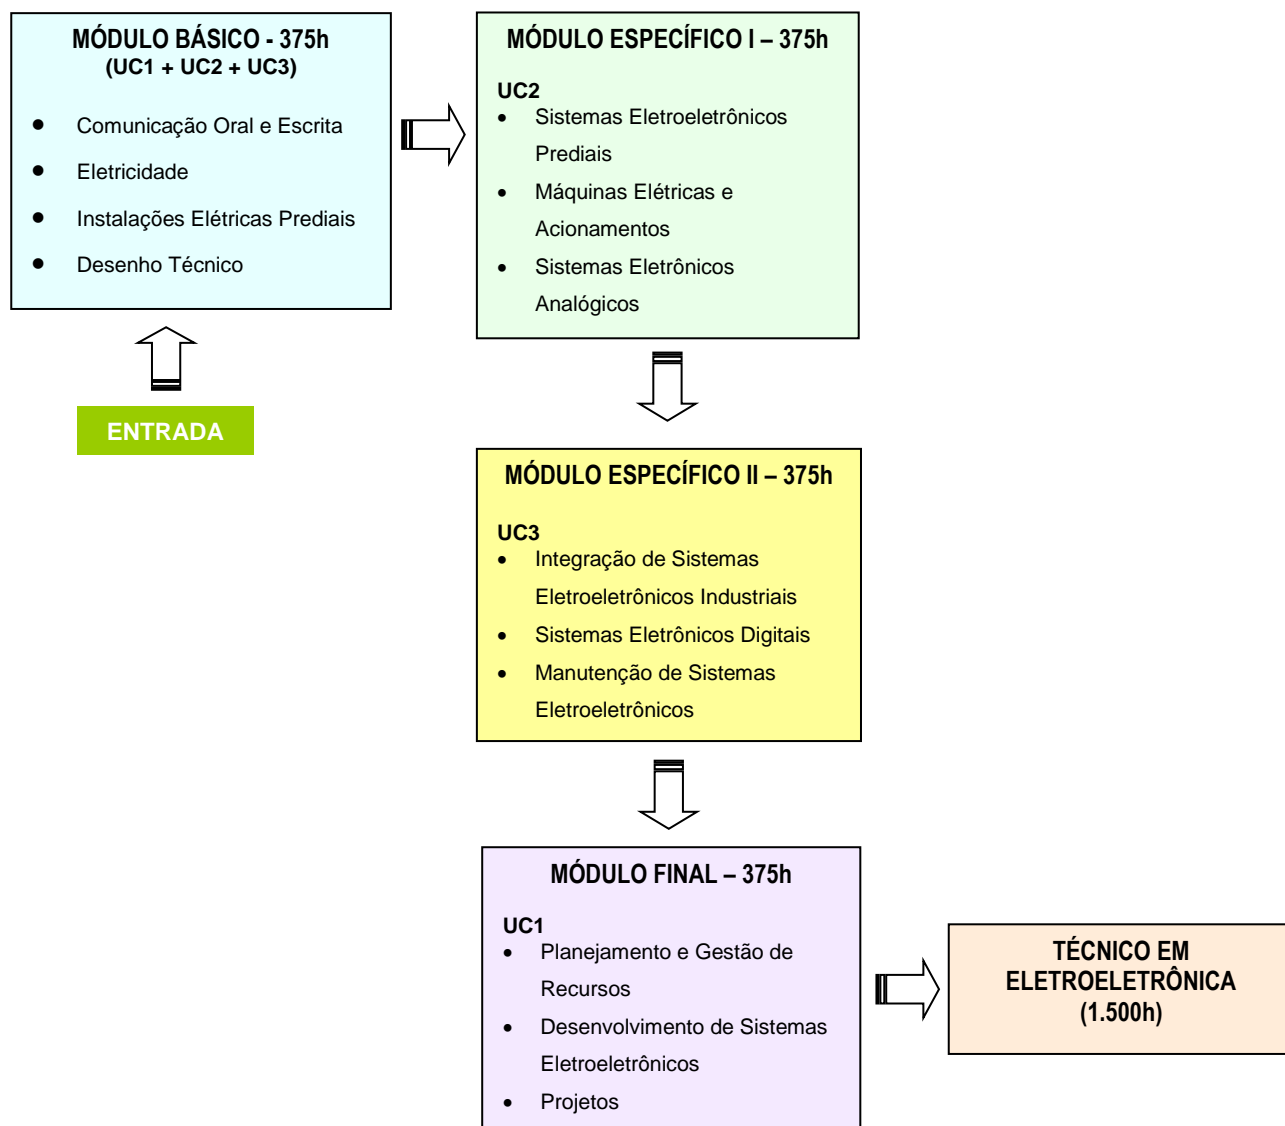 MÓDULO BÁSICO - 375h
(UC1 + UC2 + UC3)
• Comunicação Oral e Escrita
• Eletricidade
• Instalações Elétricas Prediais
• Desenho Técnico
ENTRADA
MÓDULO ESPECÍFICO I – 375h
UC2
• Sistemas Eletroeletrônicos
Prediais
• Máquinas Elétricas e
Acionamentos
• Sistemas Eletrônicos
Analógicos
MÓDULO ESPECÍFICO II – 375h
UC3
• Integração de Sistemas
Eletroeletrônicos Industriais
• Sistemas Eletrônicos Digitais
• Manutenção de Sistemas
Eletroeletrônicos
MÓDULO FINAL – 375h
UC1
• Planejamento e Gestão de
Recursos
• Desenvolvimento de Sistemas
Eletroeletrônicos
• Projetos
TÉCNICO EM
ELETROELETRÔNICA
(1.500h)